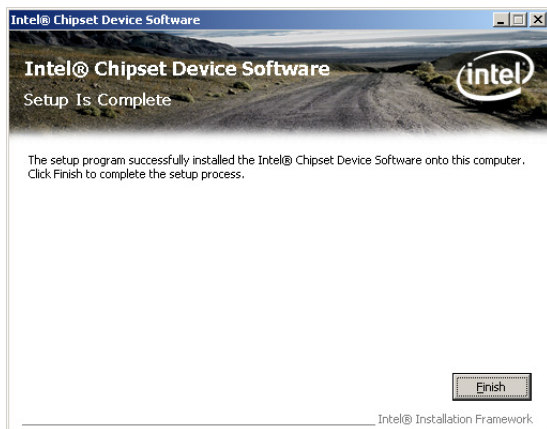 Intel® Chipset Device Software
Intel® Chipset Device Software
Setup Is Complete
intel
The setup program successfully installed the Intel® Chipset Device Software onto this computer.
Click Finish to complete the setup process.
Finish
Intel® Installation Framework